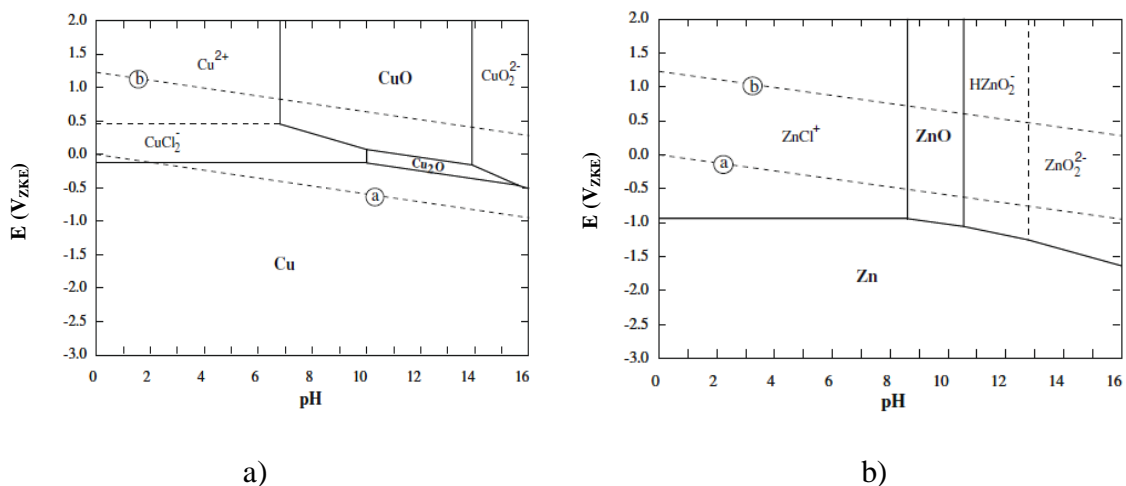 2.0
1.5
1.0
0.5
0.0
-0.5
-1.0
-1.5
-2.0
-2.5
-3.0
E (VZKE)
Cu2+
CuO
CuO22-
b
CuCl2-
Cu2O
a
Cu
0 2 4 6 8 10 12 14 16
pH
a)
2.0
1.5
1.0
0.5
0.0
-0.5
-1.0
-1.5
-2.0
-2.5
-3.0
E (VZKE)
b
HZnO2-
ZnCl+
ZnO
ZnO22-
a
Zn
0 2 4 6 8 10 12 14 16
pH
b)